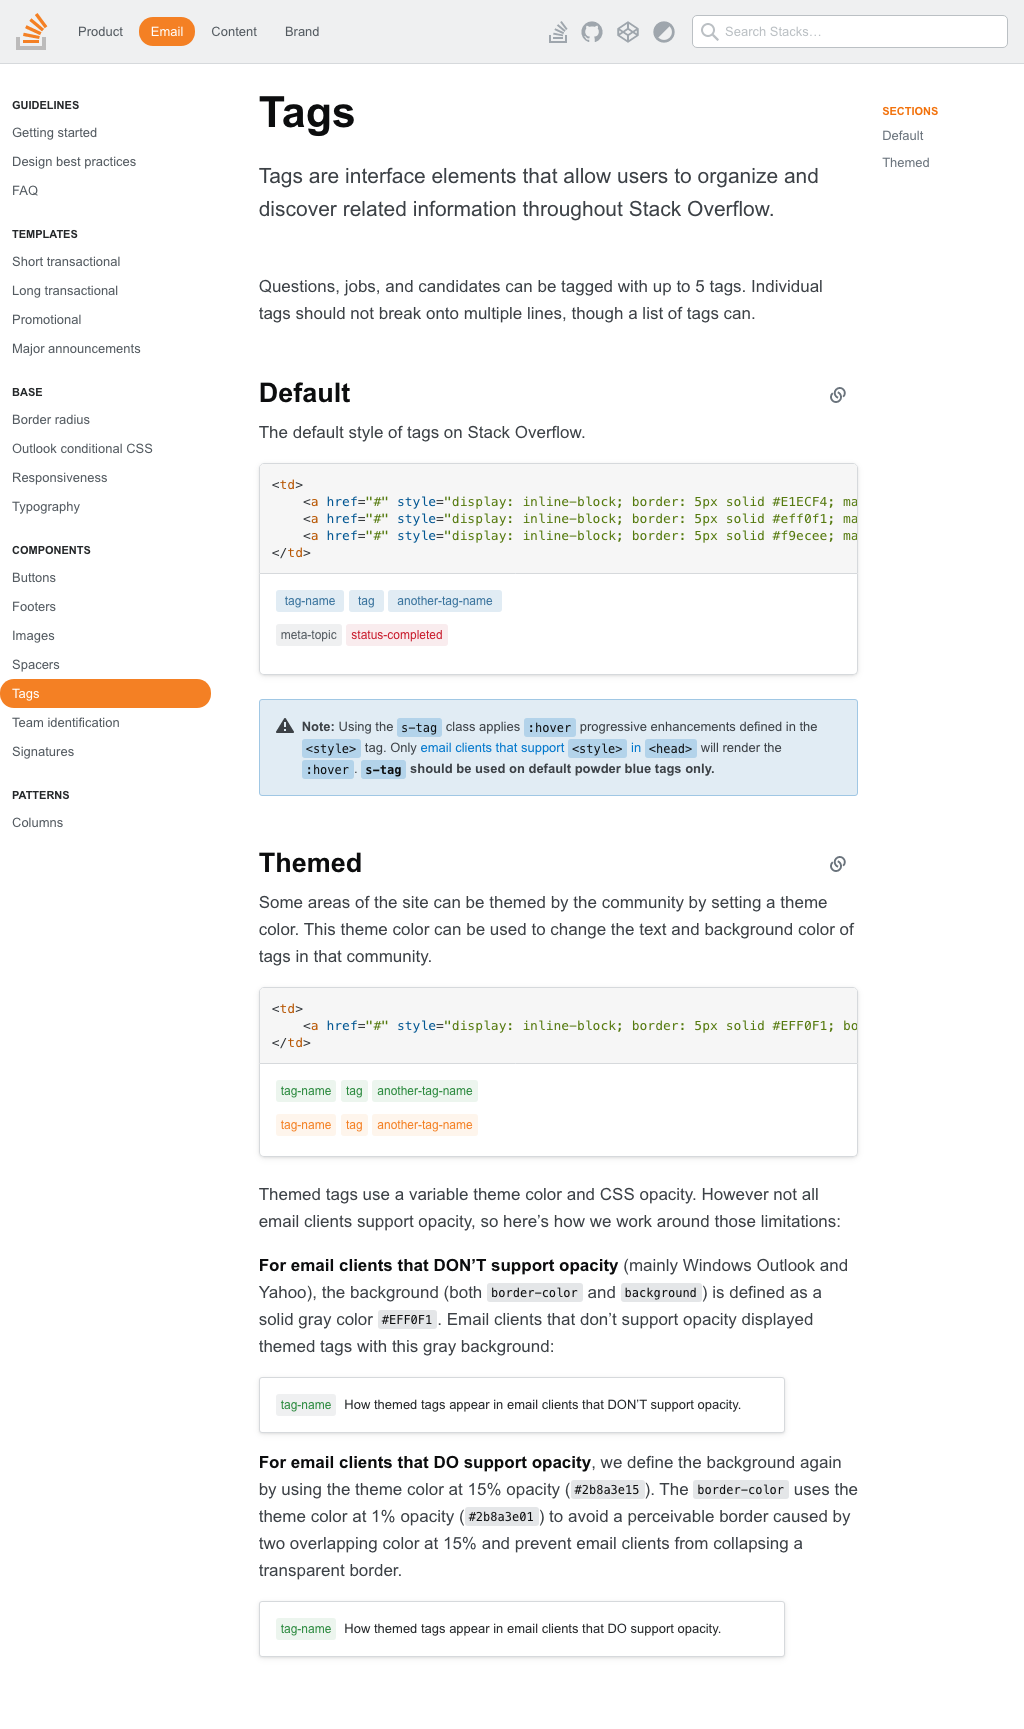 Product Email Content Brand
Search Stacks…
GUIDELINES
Getting started
Design best practices
FAQ
TEMPLATES
Short transactional
Long transactional
Promotional
Major announcements
BASE
Border radius
Outlook conditional CSS
Responsiveness
Typography
COMPONENTS
Buttons
Footers
Images
Spacers
Tags
Team identification
Signatures
PATTERNS
Columns
Tags
Tags are interface elements that allow users to organize and
discover related information throughout Stack Overflow.
Questions, jobs, and candidates can be tagged with up to 5 tags. Individual
tags should not break onto multiple lines, though a list of tags can.
Default
The default style of tags on Stack Overflow.
<td>
<a href="#" style="display: inline-block; border: 5px solid #E1ECF4; ma
<a href="#" style="display: inline-block; border: 5px solid #eff0f1; ma
<a href="#" style="display: inline-block; border: 5px solid #f9ecee; ma
</td>
tag-name tag another-tag-name
meta-topic status-completed
Note: Using the s-tag class applies :hover progressive enhancements defined in the
<style> tag. Only email clients that support <style> in <head> will render the
:hover. s-tag should be used on default powder blue tags only.
Themed
Some areas of the site can be themed by the community by setting a theme
color. This theme color can be used to change the text and background color of
tags in that community.
<td>
<a href="#" style="display: inline-block; border: 5px solid #EFF0F1; bo
</td>
tag-name tag another-tag-name
tag-name tag another-tag-name
Themed tags use a variable theme color and CSS opacity. However not all
email clients support opacity, so here’s how we work around those limitations:
For email clients that DON’T support opacity (mainly Windows Outlook and
Yahoo), the background (both border-color and background) is defined as a
solid gray color #EFF0F1. Email clients that don’t support opacity displayed
themed tags with this gray background:
tag-name How themed tags appear in email clients that DON’T support opacity.
For email clients that DO support opacity, we define the background again
by using the theme color at 15% opacity (#2b8a3e15). The border-color uses the
theme color at 1% opacity (#2b8a3e01) to avoid a perceivable border caused by
two overlapping color at 15% and prevent email clients from collapsing a
transparent border.
tag-name How themed tags appear in email clients that DO support opacity.
SECTIONS
Default
Themed